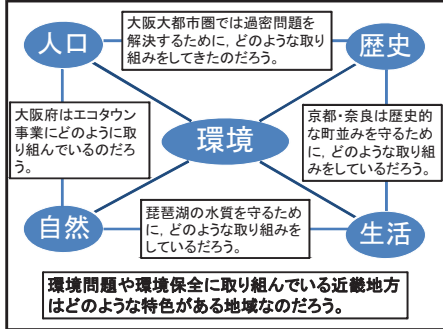 人口
大阪大都市圏では過密問題を
解決するために，どのような取り
組みをしてきたのだろう。
歴史
大阪府はエコタウン
事業にどのように取
り組んでいるのだろ
う。
環境
京都・奈良は歴史的
な町並みを守るため
に，どのような取り組
みをしているだろう。
自然
琵琶湖の水質を守るため
に，どのような取り組みを
しているだろう。
生活
環境問題や環境保全に取り組んでいる近畿地方
はどのような特色がある地域なのだろう。